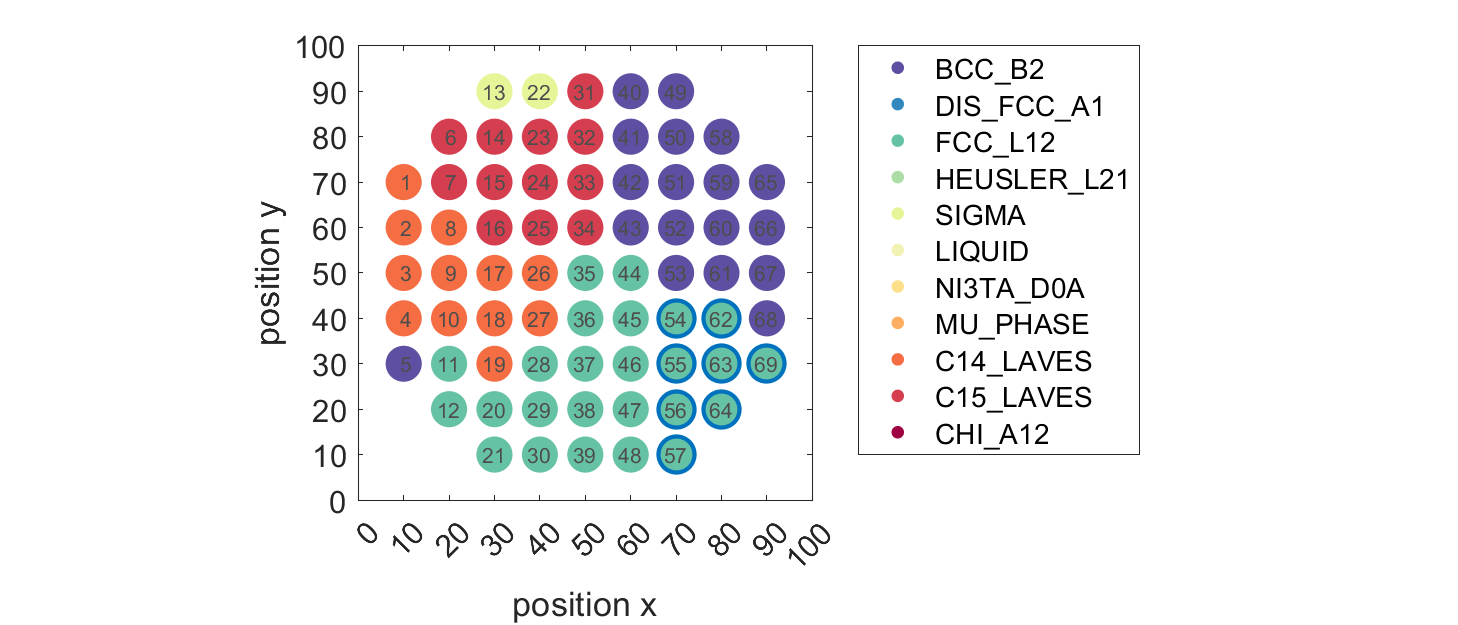 100
90
80
70
60
50
40
30
20
10
0
position y
13 22 31 40 49
6 14 23 32 41 50 58
1 7 15 24 33 42 51 59 65
2 8 16 25 34 43 52 60 66
3 9 17 26 35 44 53 61 67
4 10 18 27 36 45 54 62 68
5 11 19 28 37 46 55 63 69
12 20 29 38 47 56 64
21 30 39 48 57
0 10 20 30 40 50 60 70 80 90 100
position x
BCC_B2
DIS_FCC_A1
FCC_L12
HEUSLER_L21
SIGMA
LIQUID
NI3TA_D0A
MU_PHASE
C14_LAVES
C15_LAVES
CHI_A12